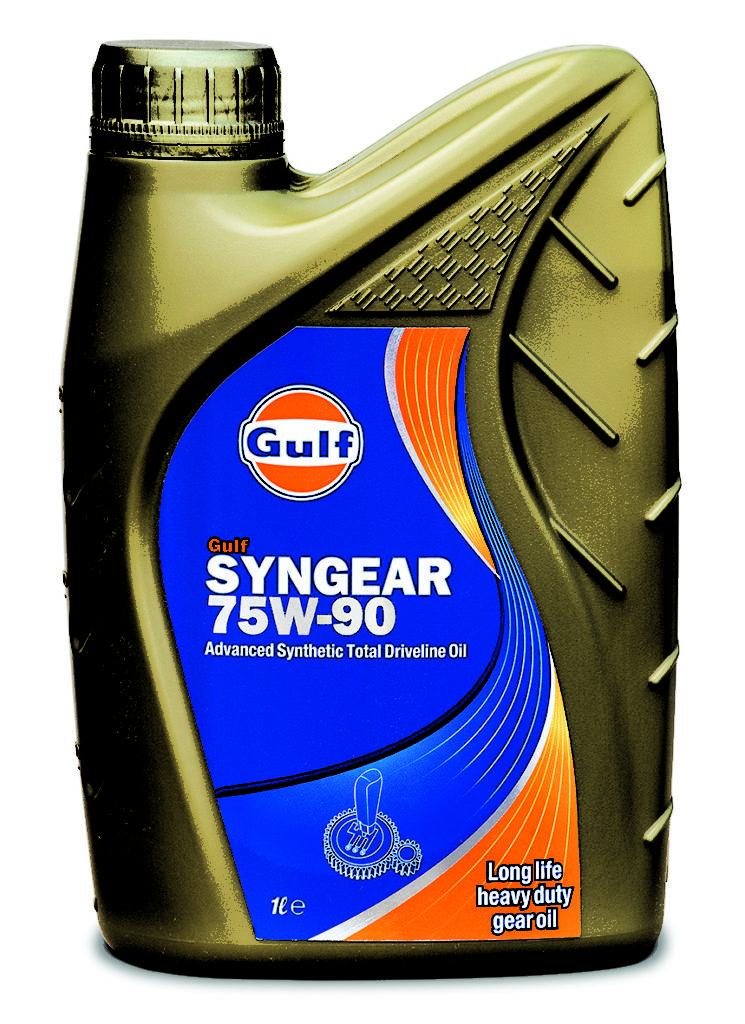 Gulf
Gulf
SYNGEAR
75W-90
Advanced Synthetic Total Driveline Oil
1ℓ e
Long life
heavy duty
gear oil